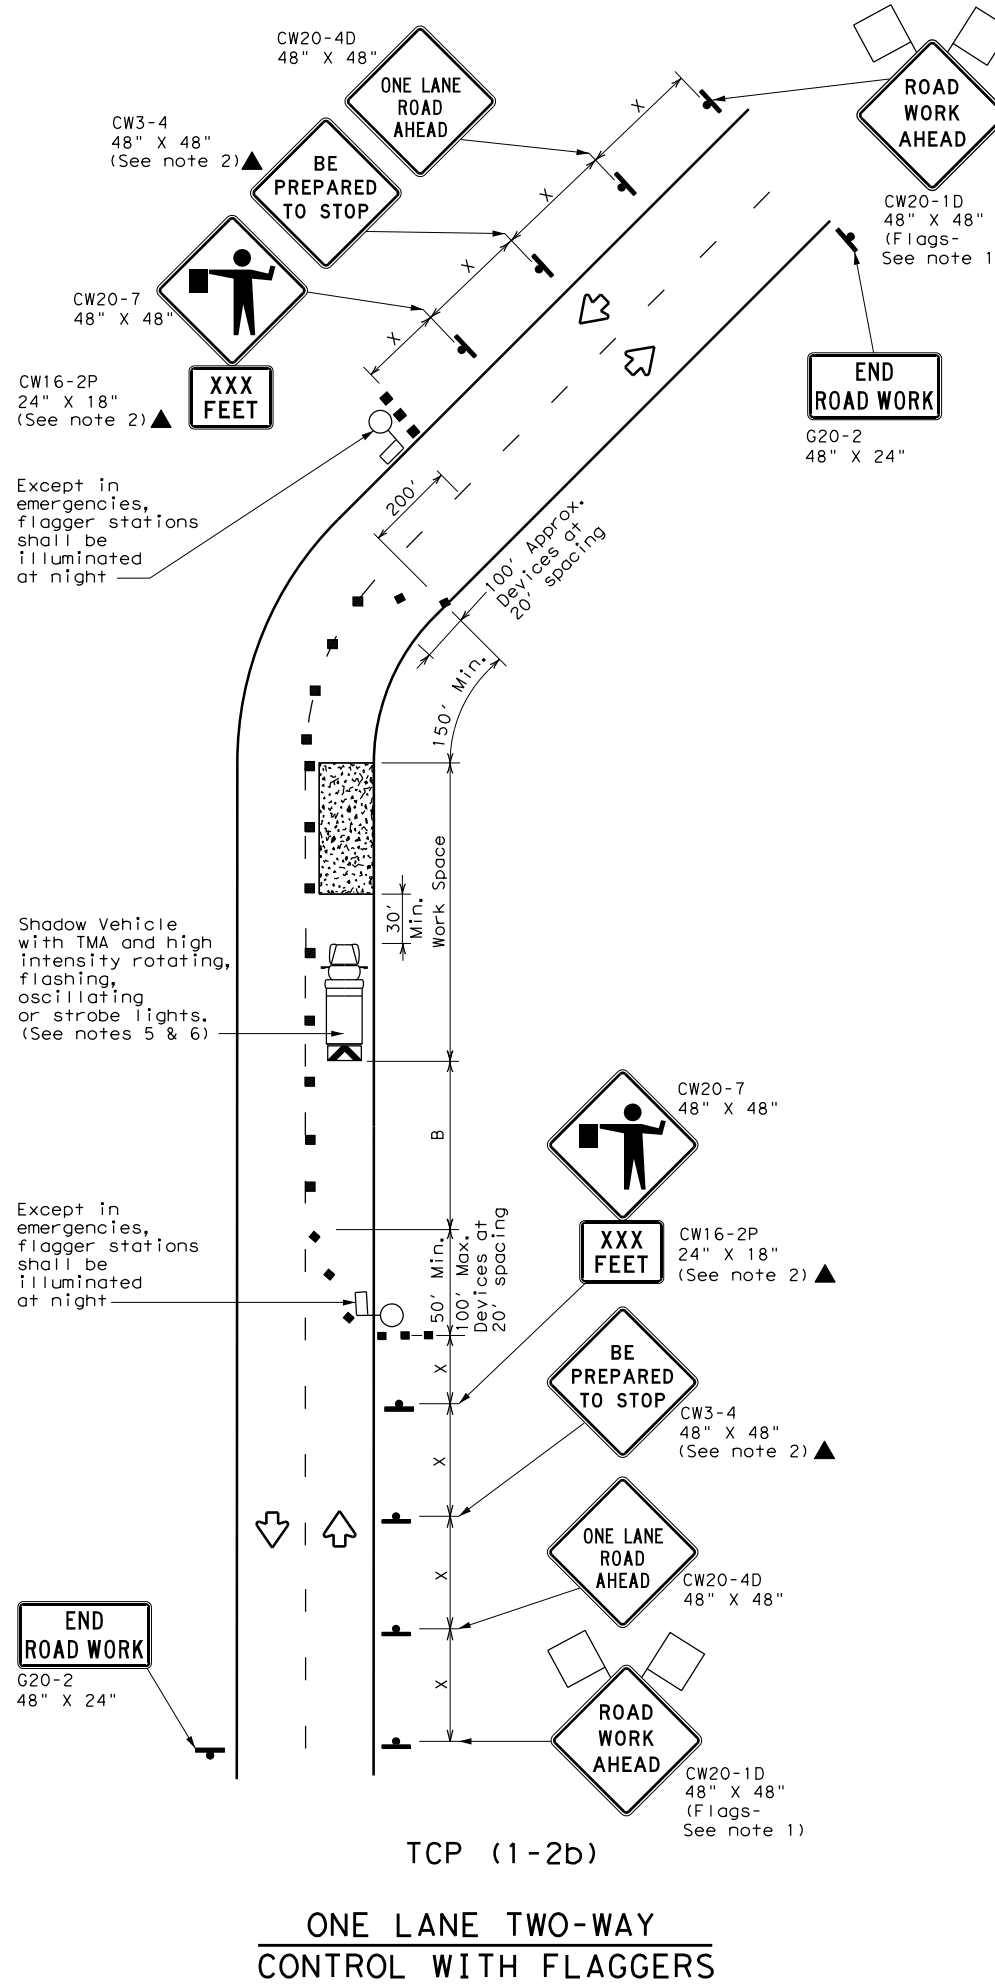 CW20-4D
48" X 48"
ONE LANE
ROAD
AHEAD
X
ROAD
WORK
AHEAD
CW3-4
48" X 48"
(See note 2)
BE
PREPARED
TO STOP
X
CW20-1D
48" X 48"
(Flags-
See note 1
CW20-7
48" X 48"
X
X
END
ROAD WORK
G20-2
48" X 24"
CW16-2P
24" X 18"
(See note 2)
XXX
FEET
Except in
emergencies,
flagger stations
shall be
illuminated
at night
200'
100' Approx.
Devices at
20' spacing
150' Min.
Work Space
30'
Min.
Shadow Vehicle
with TMA and high
intensity rotating,
flashing,
oscillating
or strobe lights.
(See notes 5 & 6)
B
CW20-7
48" X 48"
XXX
FEET
CW16-2P
24" X 18"
(See note 2)
Except in
emergencies,
flagger stations
shall be
illuminated
at night
50' Min.
100' Max.
Devices at
20' spacing
X
BE
PREPARED
TO STOP
CW3-4
48" X 48"
(See note 2)
X
ONE LANE
ROAD
AHEAD
CW20-4D
48" X 48"
X
END
ROAD WORK
G20-2
48" X 24"
X
ROAD
WORK
AHEAD
CW20-1D
48" X 48"
(Flags-
See note 1)
TCP (1-2b)
ONE LANE TWO-WAY
CONTROL WITH FLAGGERS